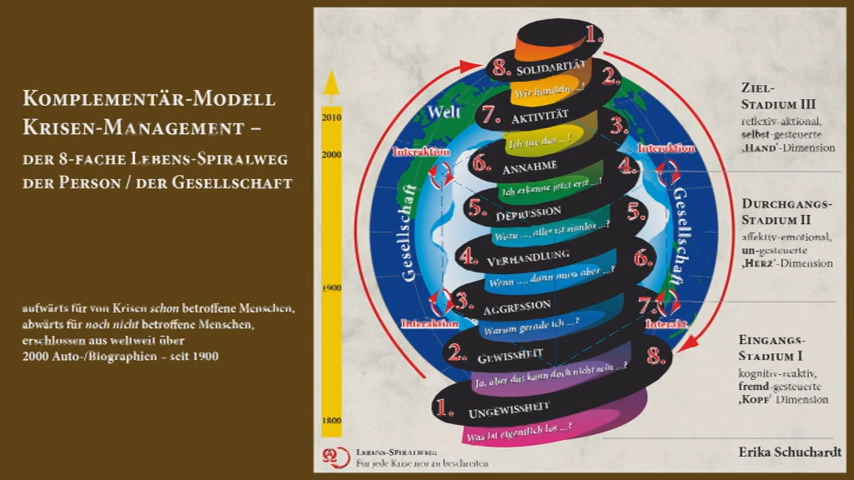 KOMPLEMENTÄR-MODELL
KRISEN-MANAGEMENT –
DER 8-FACHE LEBENS-SPIRALWEG
DER PERSON / DER GESELLSCHAFT
aufwärts für von Krisen schon betroffene Menschen,
abwärts für noch nicht betroffene Menschen,
erschlossen aus weltweit über
2000 Auto-/Biographien – seit 1900
2010
2000
1900
1800
Welt
Interaktion
Interaktion
Gesellschaft
Gesellschaft
Interaktion
Interakt
1.
8. SOLIDARITÄT 2.
Wir handeln ...!
7. AKTIVITÄT 3.
Ich tue das ...!
6. ANNAHME 4.
Ich erkenne jetzt erst ...!
5. DEPRESSION 5.
Wozu ..., alles ist sinnlos ...?
4. VERHANDLUNG 6.
Wenn ...., dann muss aber ...?
3. AGGRESSION 7.
Warum gerade ich ...?
2. GEWISSHEIT 8.
Ja, aber das kann doch nicht sein ...?
1. UNGEWISSHEIT
Was ist eigentlich los ...?
ZIEL-
STADIUM III
reflexiv-aktional,
selbst-gesteuerte
‚HAND'-Dimension
DURCHGANGS-
STADIUM II
affektiv-emotional,
un-gesteuerte
‚HERZ'-Dimension
EINGANGS-
STADIUM I
kognitiv-reaktiv,
fremd-gesteuerte
‚KOPF' Dimension
Erika Schuchardt
LEBENS-SPIRALWEG
Für jede Krise neu zu beschreiten